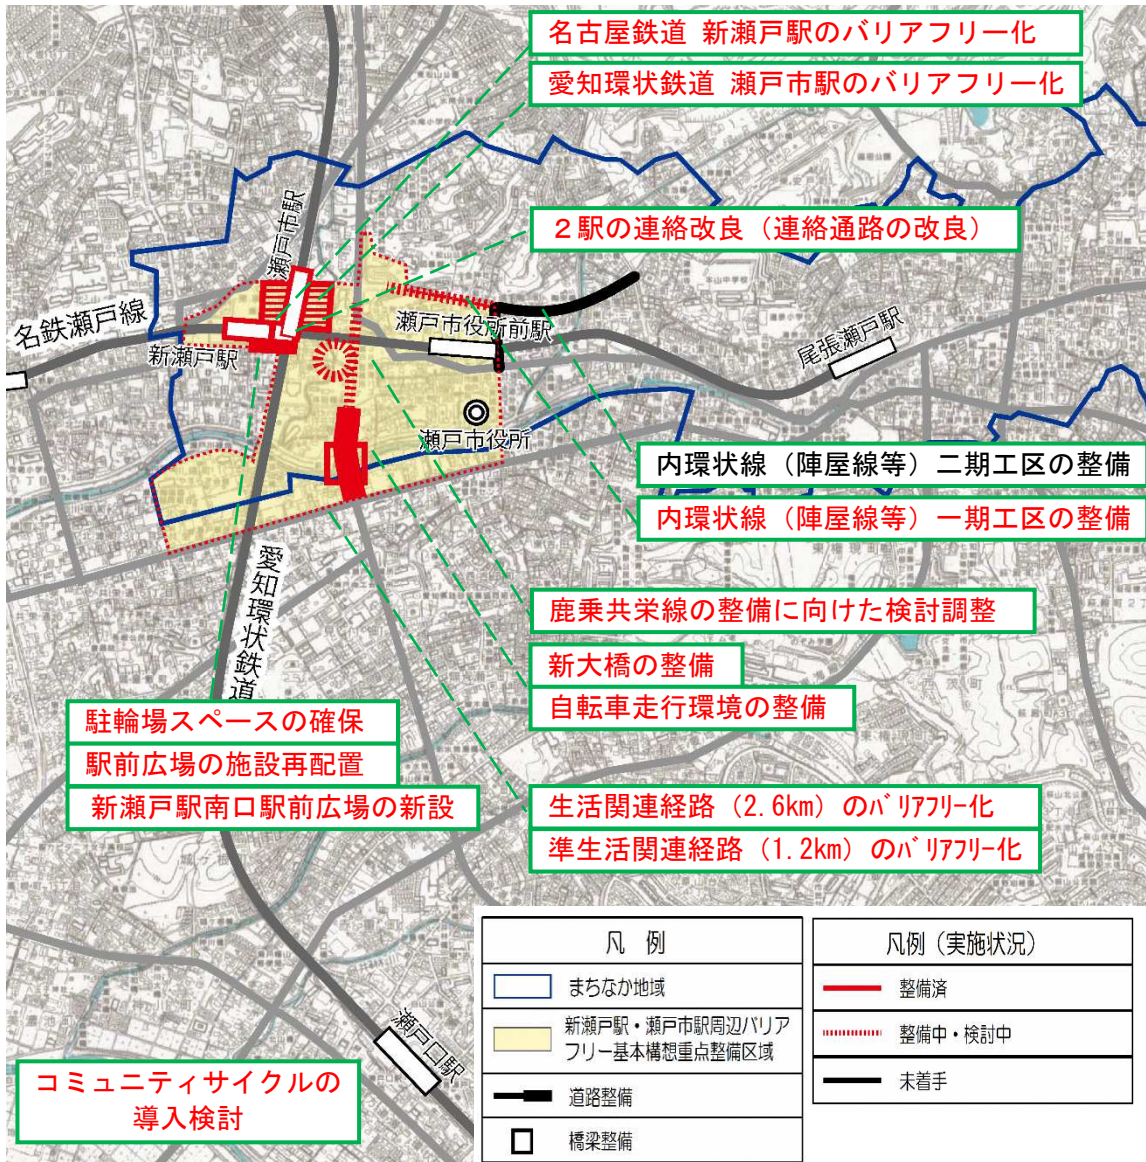 名古屋鉄道 新瀬戸駅のバリアフリー化
愛知環状鉄道 瀬戸市駅のバリアフリー化
2駅の連絡改良（連絡通路の改良）
瀬戸市駅
名鉄瀬戸線
新瀬戸駅
瀬戸市役所前駅
尾張瀬戸駅
瀬戸市役所
内環状線（陣屋線等）二期工区の整備
内環状線（陣屋線等）一期工区の整備
愛知環状鉄道
鹿乗共栄線の整備に向けた検討調整
新大橋の整備
自転車走行環境の整備
駐輪場スペースの確保
駅前広場の施設再配置
新瀬戸駅南口駅前広場の新設
生活関連経路（2.6km）のバリアフリー化
準生活関連経路（1.2km）のバリアフリー化
瀬戸口駅
コミュニティサイクルの
導入検討
凡 例
まちなか地域
新瀬戸駅・瀬戸市駅周辺バリア
フリー基本構想重点整備区域
道路整備
橋梁整備
凡例（実施状況）
整備済
整備中・検討中
未着手